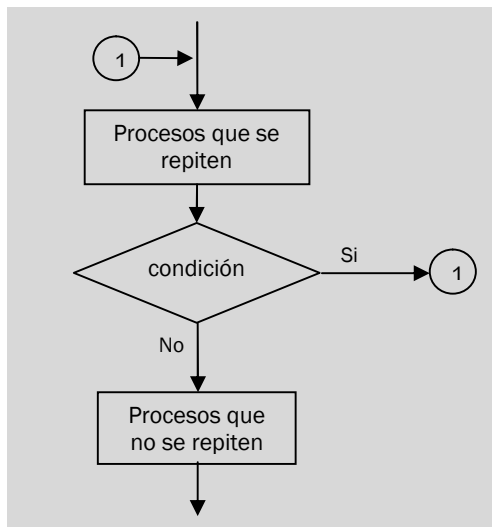 1
Procesos que se
repiten
condición
Si
1
No
Procesos que
no se repiten